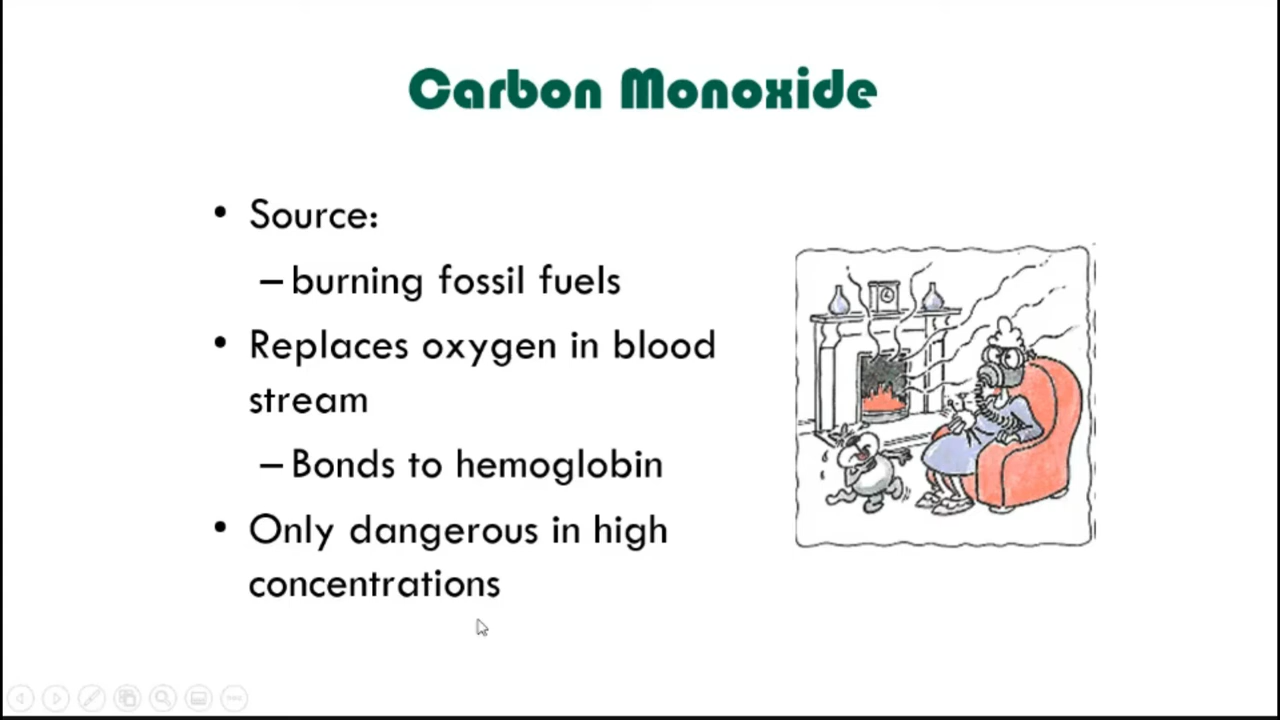 Carbon Monoxide
• Source:
– burning fossil fuels
• Replaces oxygen in blood
stream
– Bonds to hemoglobin
• Only dangerous in high
concentrations